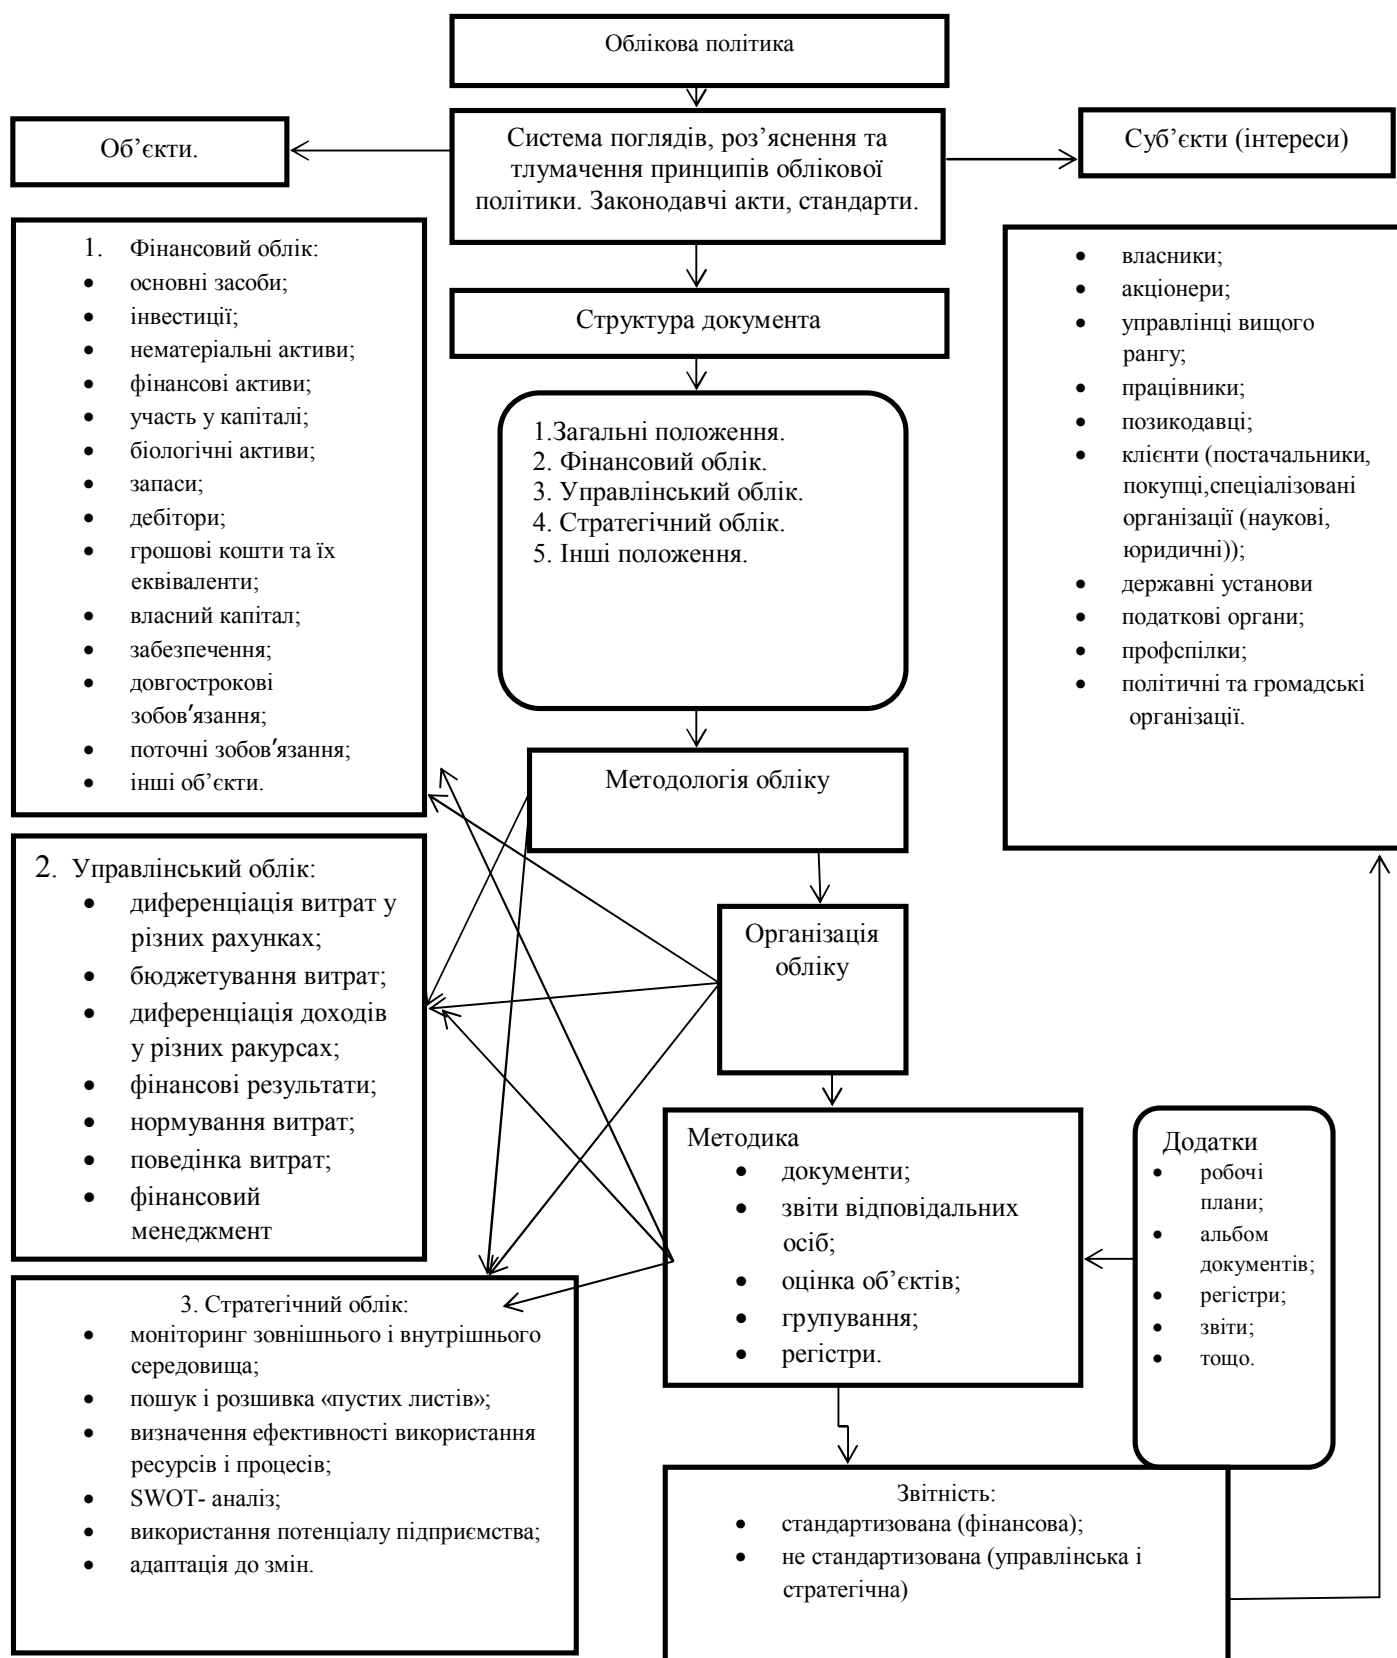 Облікова політика
Об’єкти.
Система поглядів, роз’яснення та
тлумачення принципів облікової
політики. Законодавчі акти, стандарти.
Суб’єкти (інтереси)
1. Фінансовий облік:
• основні засоби;
• інвестиції;
• нематеріальні активи;
• фінансові активи;
• участь у капіталі;
• біологічні активи;
• запаси;
• дебітори;
• грошові кошти та їх
еквіваленти;
• власний капітал;
• забезпечення;
• довгострокові
зобов’язання;
• поточні зобов’язання;
• інші об’єкти.
Структура документа
1.Загальні положення.
2. Фінансовий облік.
3. Управлінський облік.
4. Стратегічний облік.
5. Інші положення.
• власники;
• акціонери;
• управлінці вищого
рангу;
• працівники;
• позикодавці;
• клієнти (постачальники,
покупці,спеціалізовані
організації (наукові,
юридичні));
• державні установи
• податкові органи;
• профспілки;
• політичні та громадські
організації.
Методологія обліку
2. Управлінський облік:
• диференціація витрат у
різних рахунках;
• бюджетування витрат;
• диференціація доходів
у різних ракурсах;
• фінансові результати;
• нормування витрат;
• поведінка витрат;
• фінансовий
менеджмент
Організація
обліку
Методика
• документи;
• звіти відповідальних
осіб;
• оцінка об’єктів;
• групування;
• регістри.
Додатки
• робочі
плани;
• альбом
документів;
• регістри;
• звіти;
• тощо.
3. Стратегічний облік:
• моніторинг зовнішнього і внутрішнього
середовища;
• пошук і розшивка «пустих листів»;
• визначення ефективності використання
ресурсів і процесів;
• SWOT- аналіз;
• використання потенціалу підприємства;
• адаптація до змін.
Звітність:
• стандартизована (фінансова);
• не стандартизована (управлінська і
стратегічна)